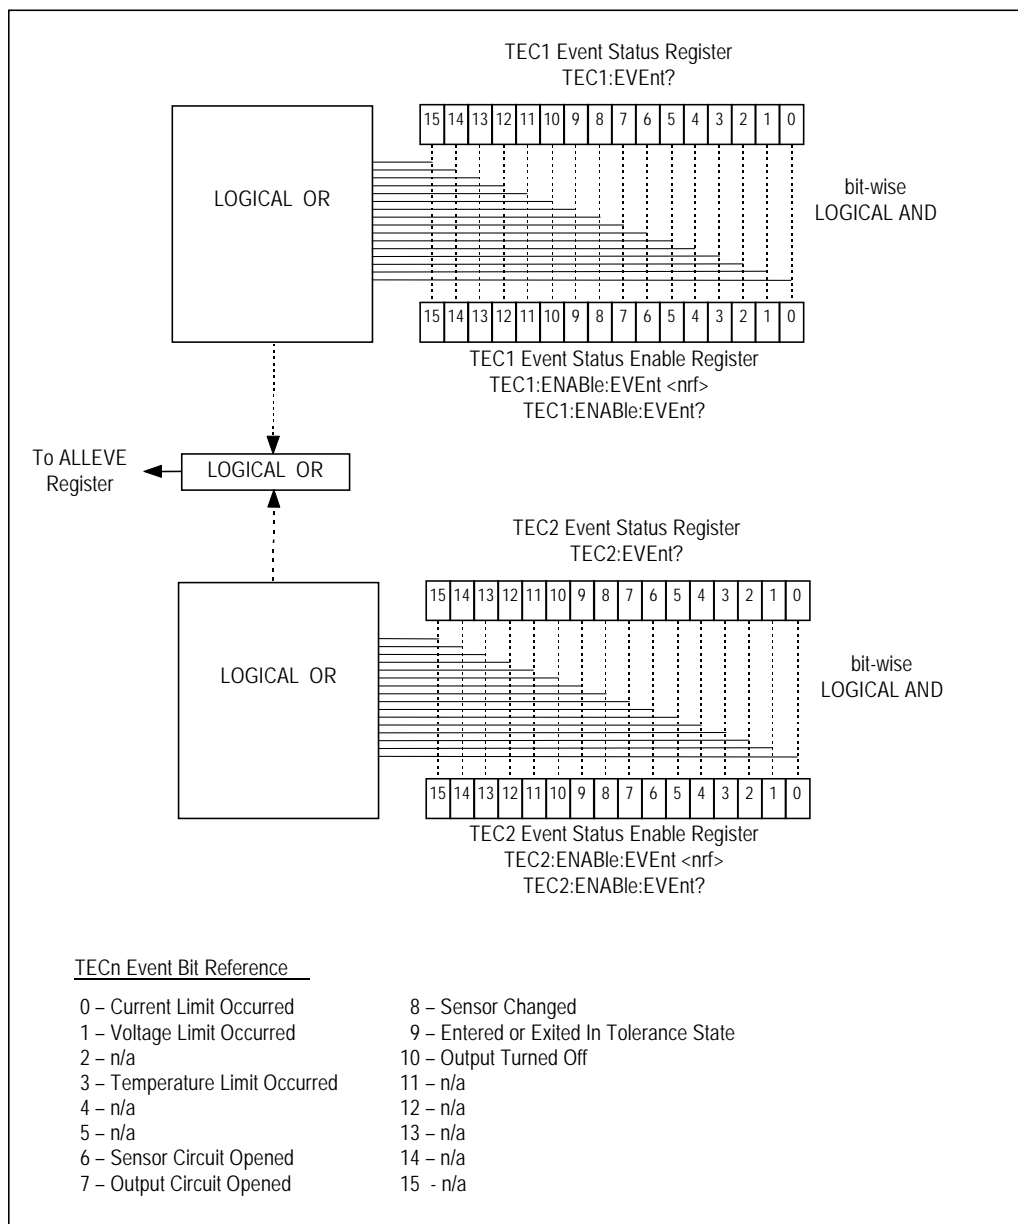 TEC1 Event Status Register
TEC1:EVEnt?
15 14 13 12 11 10 9 8 7 6 5 4 3 2 1 0
LOGICAL OR
bit-wise
LOGICAL AND
15 14 13 12 11 10 9 8 7 6 5 4 3 2 1 0
TEC1 Event Status Enable Register
TEC1:ENABle:EVEnt <nrf>
TEC1:ENABle:EVEnt?
To ALLEVE
Register
LOGICAL OR
TEC2 Event Status Register
TEC2:EVEnt?
15 14 13 12 11 10 9 8 7 6 5 4 3 2 1 0
LOGICAL OR
bit-wise
LOGICAL AND
15 14 13 12 11 10 9 8 7 6 5 4 3 2 1 0
TEC2 Event Status Enable Register
TEC2:ENABle:EVEnt <nrf>
TEC2:ENABle:EVEnt?
TECn Event Bit Reference
0 – Current Limit Occurred
1 – Voltage Limit Occurred
2 – n/a
3 – Temperature Limit Occurred
4 – n/a
5 – n/a
6 – Sensor Circuit Opened
7 – Output Circuit Opened
8 – Sensor Changed
9 – Entered or Exited In Tolerance State
10 – Output Turned Off
11 – n/a
12 – n/a
13 – n/a
14 – n/a
15 - n/a